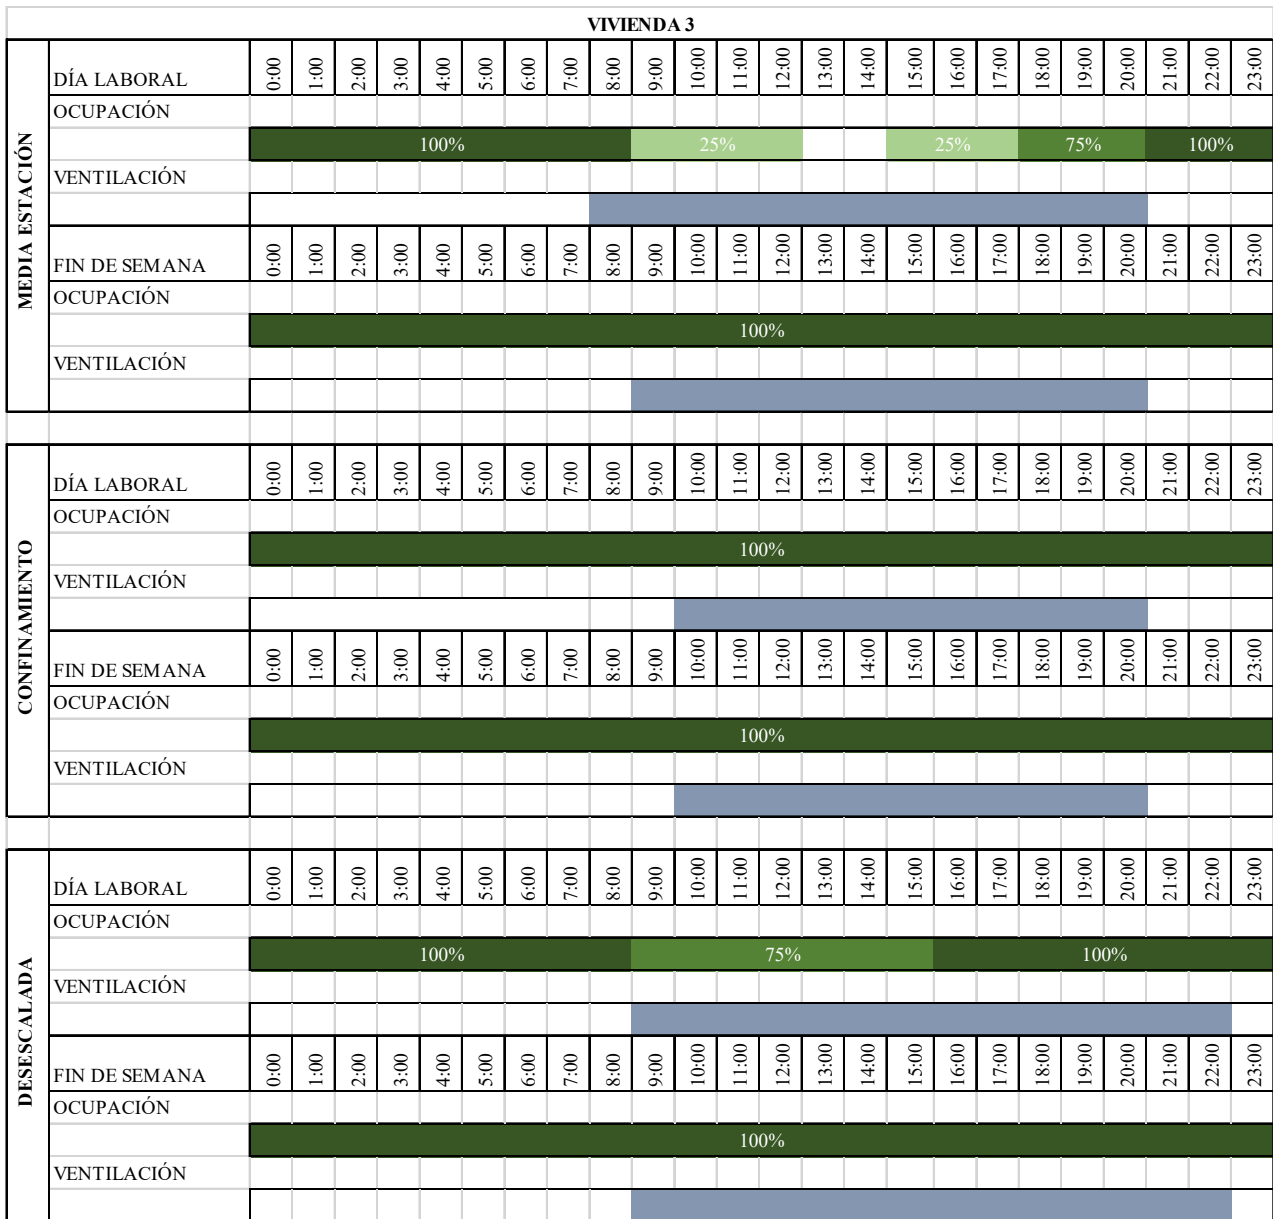 VIVIENDA 3
MEDIA ESTACIÓN
DÍA LABORAL 0:00 1:00 2:00 3:00 4:00 5:00 6:00 7:00 8:00 9:00 10:00 11:00 12:00 13:00 14:00 15:00 16:00 17:00 18:00 19:00 20:00 21:00 22:00 23:00
OCUPACIÓN
100% 25% 25% 75% 100%
VENTILACIÓN
FIN DE SEMANA 0:00 1:00 2:00 3:00 4:00 5:00 6:00 7:00 8:00 9:00 10:00 11:00 12:00 13:00 14:00 15:00 16:00 17:00 18:00 19:00 20:00 21:00 22:00 23:00
OCUPACIÓN
100%
VENTILACIÓN
CONFINAMIENTO
DÍA LABORAL 0:00 1:00 2:00 3:00 4:00 5:00 6:00 7:00 8:00 9:00 10:00 11:00 12:00 13:00 14:00 15:00 16:00 17:00 18:00 19:00 20:00 21:00 22:00 23:00
OCUPACIÓN
100%
VENTILACIÓN
FIN DE SEMANA 0:00 1:00 2:00 3:00 4:00 5:00 6:00 7:00 8:00 9:00 10:00 11:00 12:00 13:00 14:00 15:00 16:00 17:00 18:00 19:00 20:00 21:00 22:00 23:00
OCUPACIÓN
100%
VENTILACIÓN
DESESCALADA
DÍA LABORAL 0:00 1:00 2:00 3:00 4:00 5:00 6:00 7:00 8:00 9:00 10:00 11:00 12:00 13:00 14:00 15:00 16:00 17:00 18:00 19:00 20:00 21:00 22:00 23:00
OCUPACIÓN
100% 75% 100%
VENTILACIÓN
FIN DE SEMANA 0:00 1:00 2:00 3:00 4:00 5:00 6:00 7:00 8:00 9:00 10:00 11:00 12:00 13:00 14:00 15:00 16:00 17:00 18:00 19:00 20:00 21:00 22:00 23:00
OCUPACIÓN
100%
VENTILACIÓN